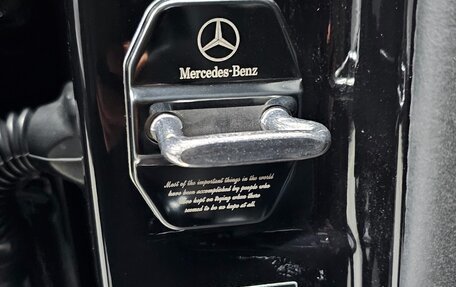 Mercedes-Benz
Most of the important things in the world
have been accomplished by people who
have kept on trying when there
seemed to be no hope at all.